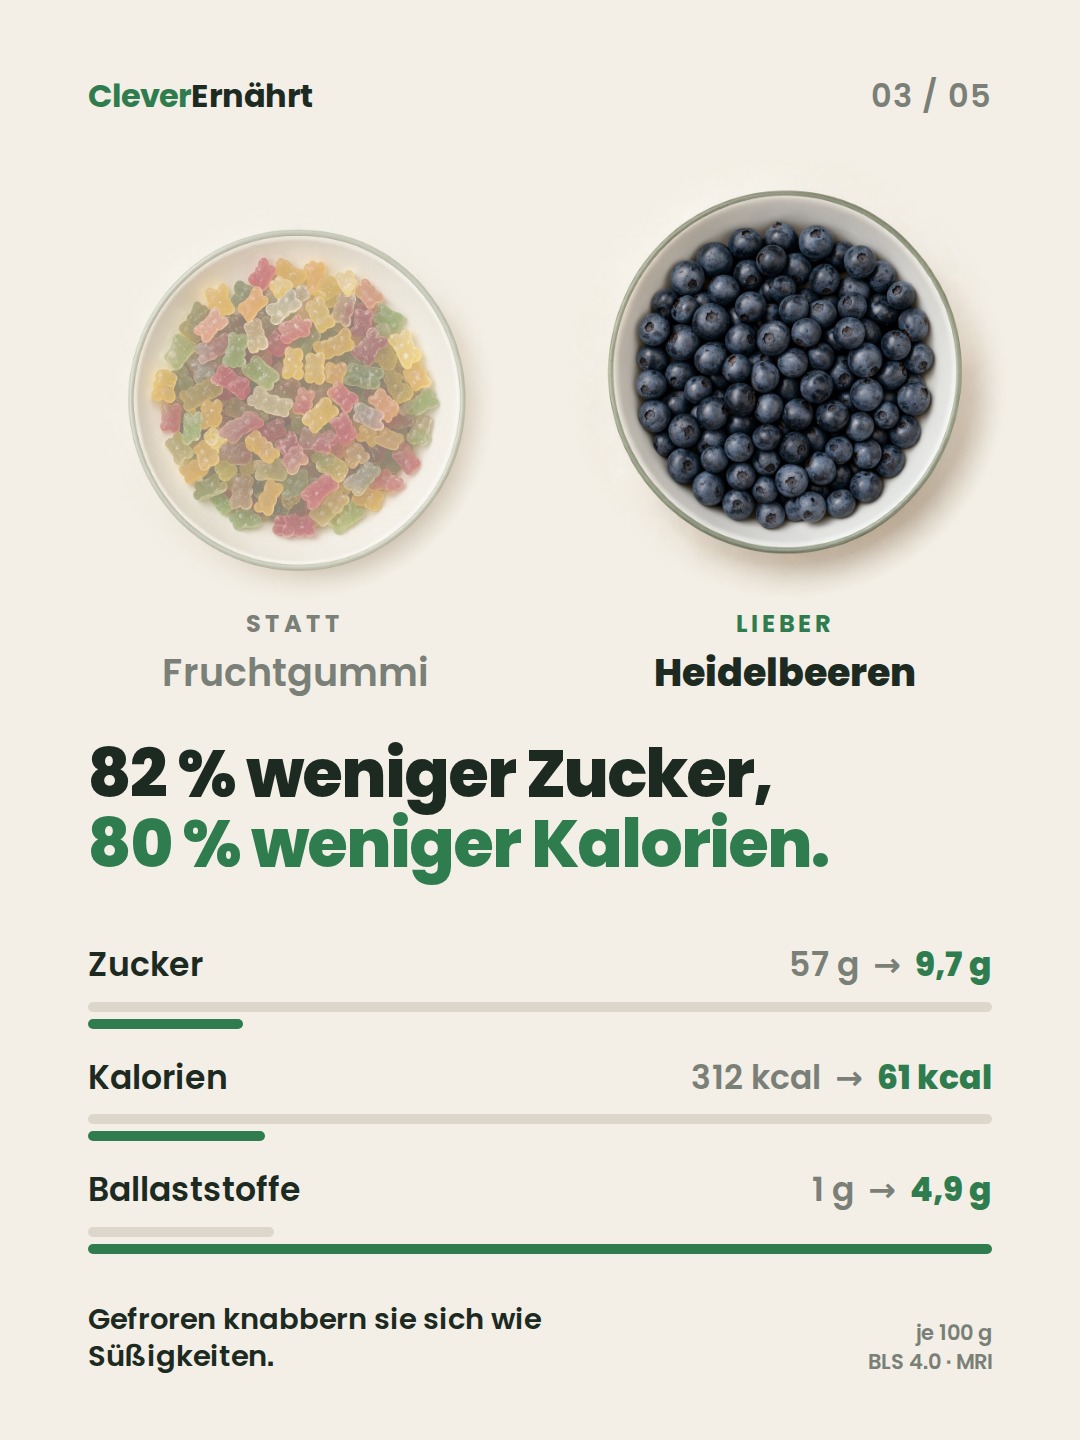 CleverErnährt
03 / 05
STATT
Fruchtgummi
LIEBER
Heidelbeeren
82 % weniger Zucker,
80 % weniger Kalorien.
Zucker
57 g → 9,7 g
Kalorien
312 kcal → 61 kcal
Ballaststoffe
1 g → 4,9 g
Gefroren knabbern sie sich wie
Süßigkeiten.
je 100 g
BLS 4.0 · MRI